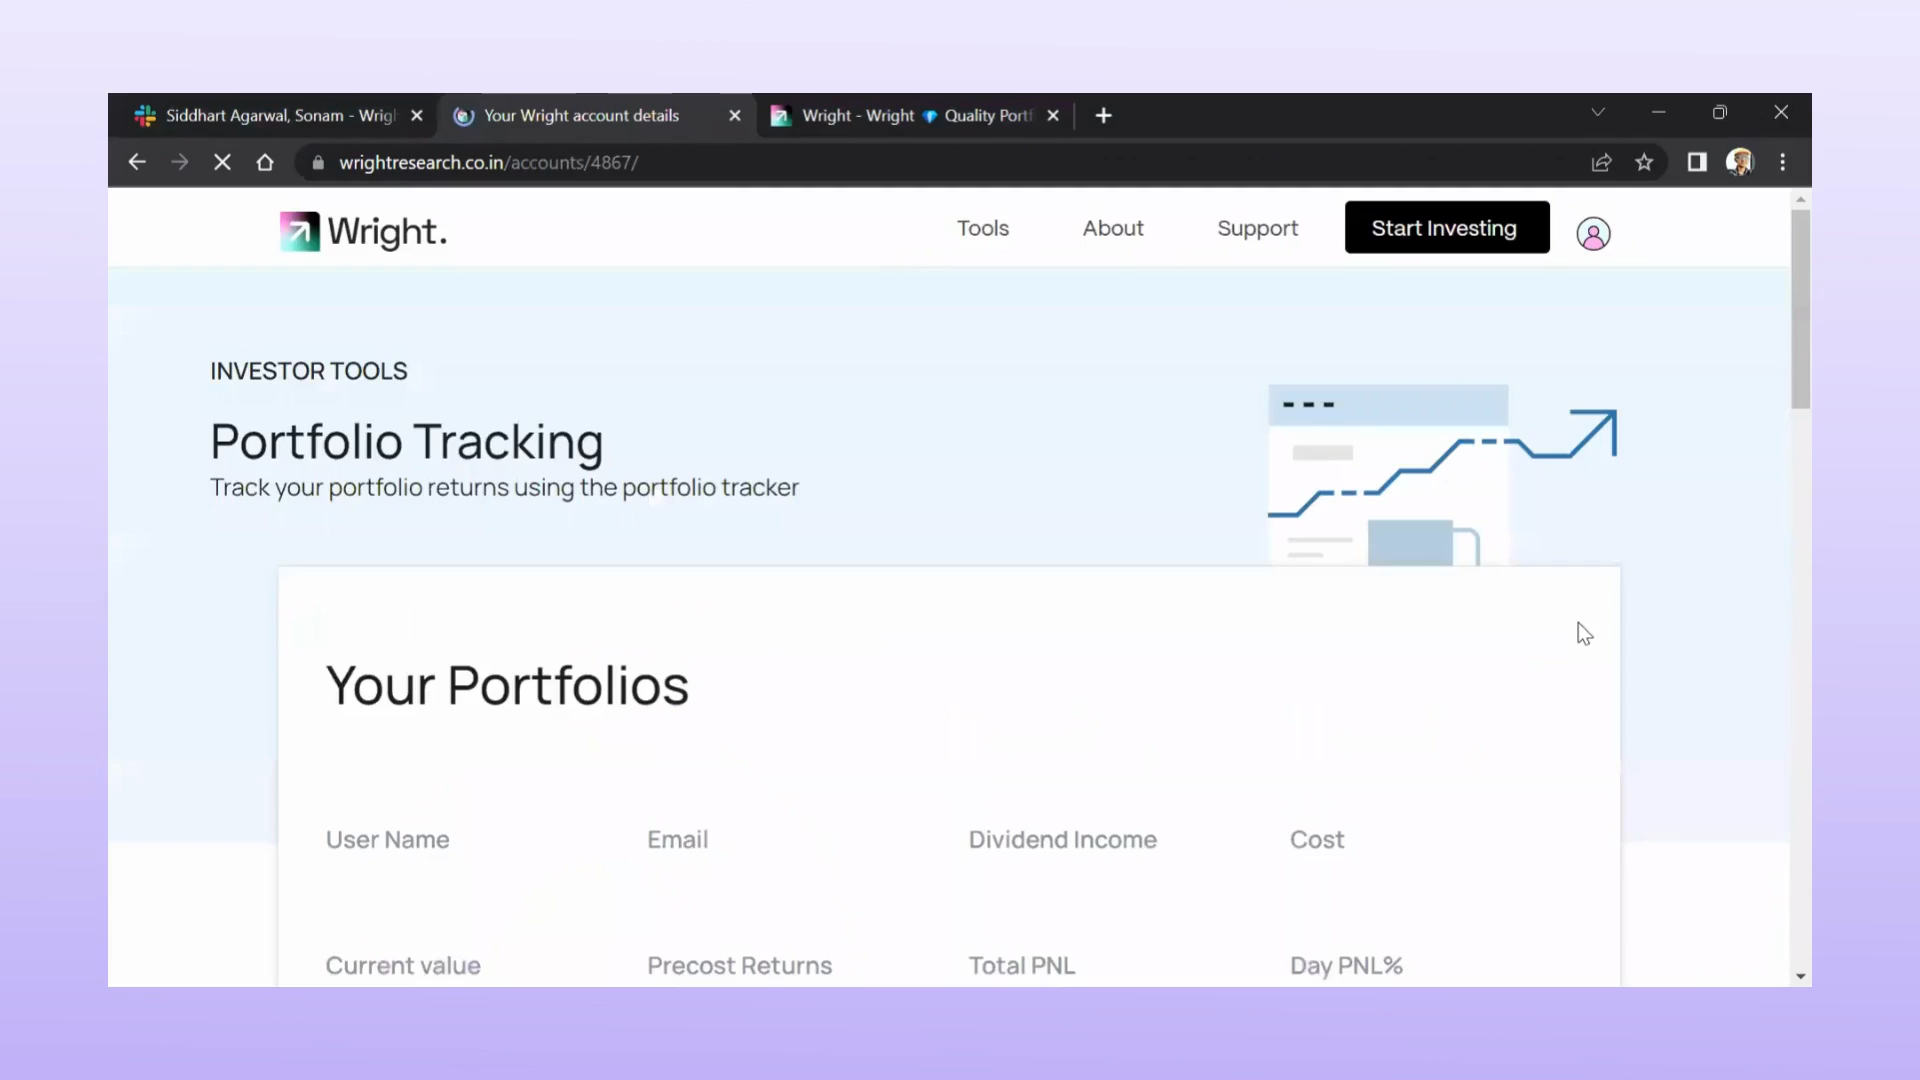 Siddhart Agarwal, Sonam - Wrigl
Your Wright account details
Wright - Wright 💎 Quality Portf
wrightresearch.co.in/accounts/4867/
Wright.
Tools
About
Support
Start Investing
INVESTOR TOOLS
Portfolio Tracking
Track your portfolio returns using the portfolio tracker
Your Portfolios
User Name
Email
Dividend Income
Cost
Current value
Precost Returns
Total PNL
Day PNL%